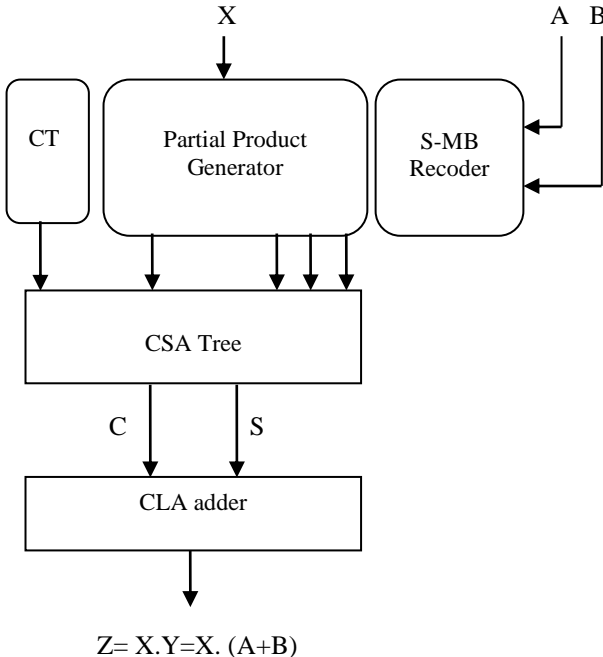 X
A B
CT
Partial Product
Generator
S-MB
Recoder
CSA Tree
C
S
CLA adder
Z= X.Y=X. (A+B)